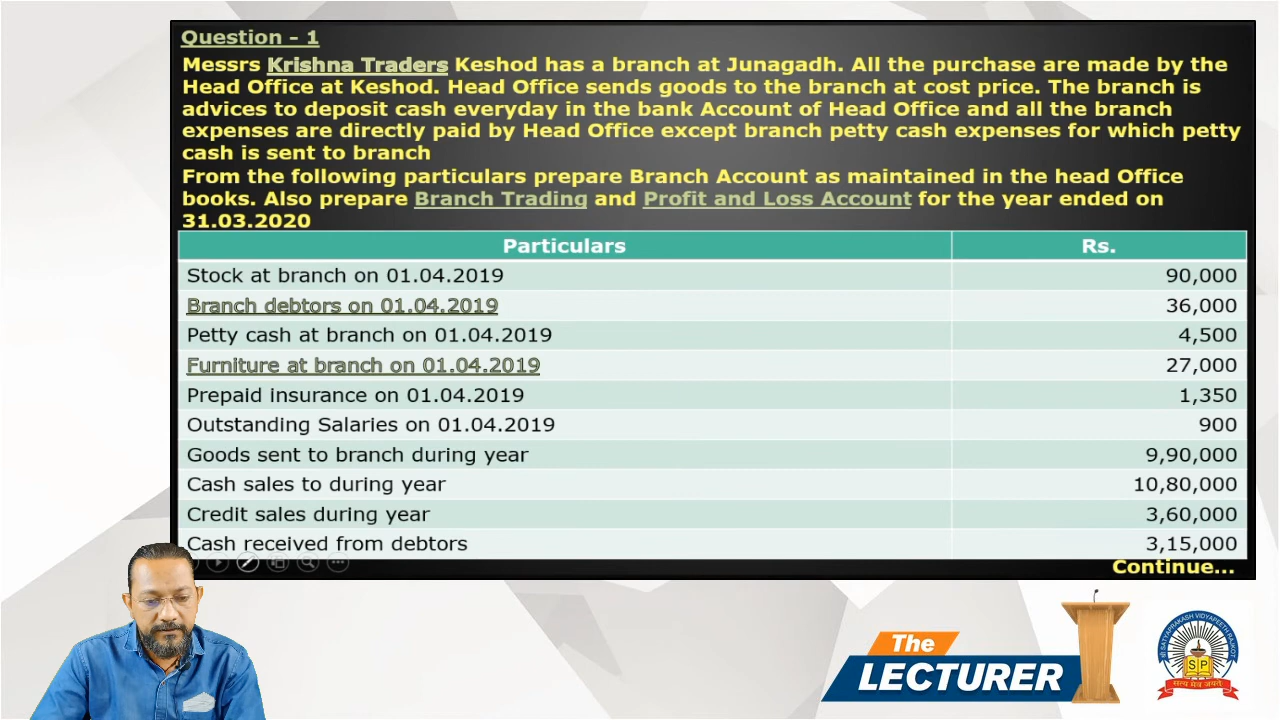 Question - 1
Messrs Krishna Traders Keshod has a branch at Junagadh. All the purchase are made by the
Head Office at Keshod. Head Office sends goods to the branch at cost price. The branch is
advices to deposit cash everyday in the bank Account of Head Office and all the branch
expenses are directly paid by Head Office except branch petty cash expenses for which petty
cash is sent to branch
From the following particulars prepare Branch Account as maintained in the head Office
books. Also prepare Branch Trading and Profit and Loss Account for the year ended on
31.03.2020
Particulars Rs.
Stock at branch on 01.04.2019 90,000
Branch debtors on 01.04.2019 36,000
Petty cash at branch on 01.04.2019 4,500
Furniture at branch on 01.04.2019 27,000
Prepaid insurance on 01.04.2019 1,350
Outstanding Salaries on 01.04.2019 900
Goods sent to branch during year 9,90,000
Cash sales to during year 10,80,000
Credit sales during year 3,60,000
Cash received from debtors 3,15,000
Continue...
The
LECTURER
SP
सत्य मेव जयते